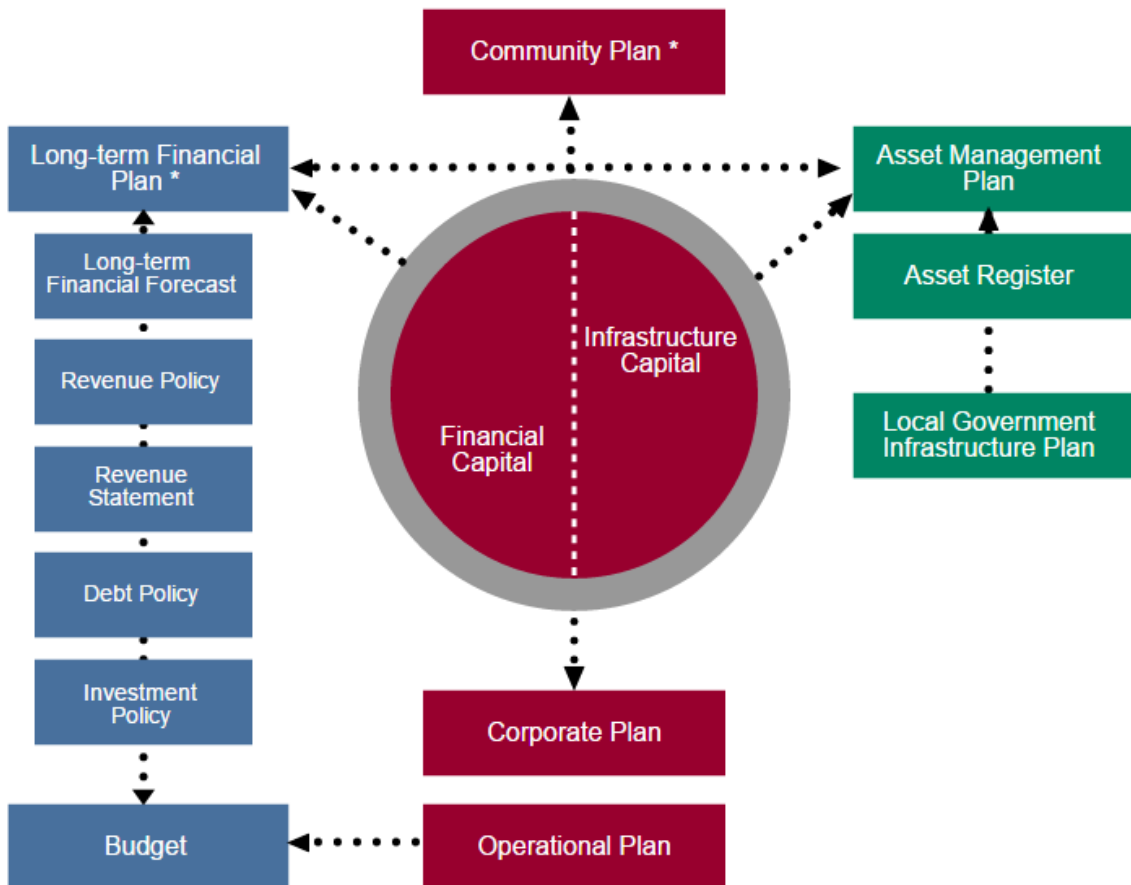 Community Plan *
Long-term Financial
Plan *
Asset Management
Plan
Long-term
Financial Forecast
Asset Register
Revenue Policy
Infrastructure
Capital
Financial
Capital
Local Government
Infrastructure Plan
Revenue
Statement
Debt Policy
Investment
Policy
Corporate Plan
Budget
Operational Plan